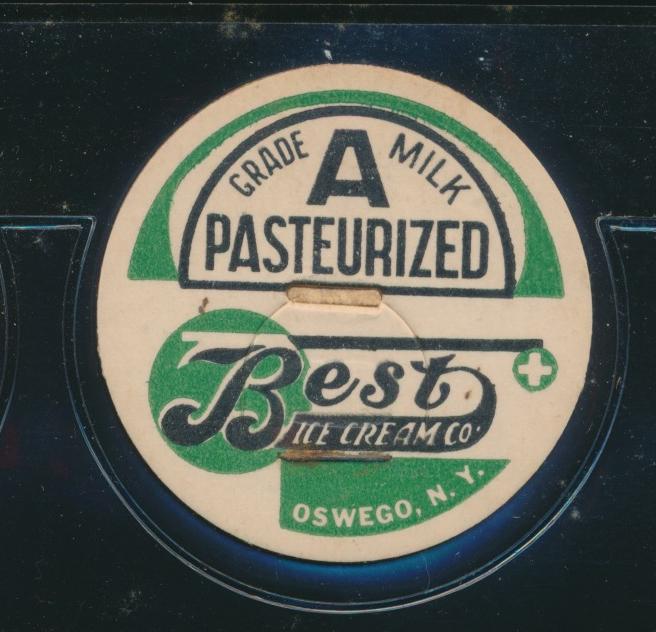 GRADE A MILK
PASTEURIZED
Best
ICE CREAM CO.
OSWEGO, N. Y.